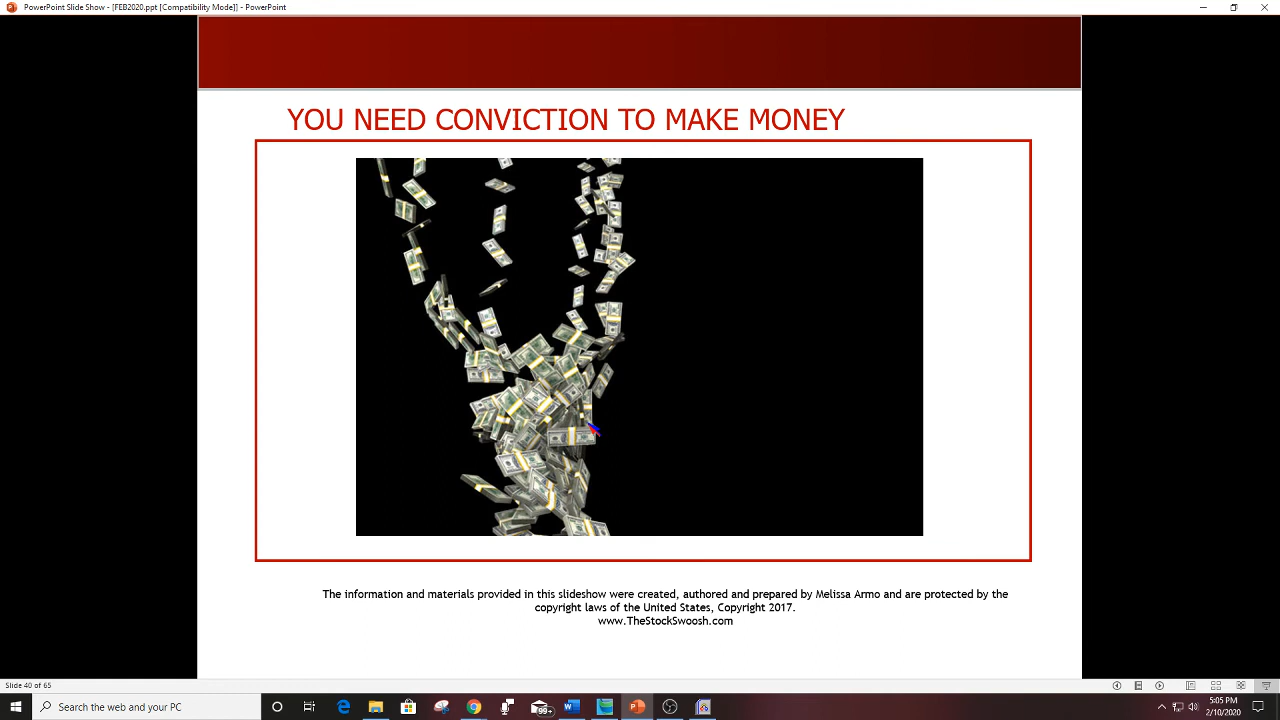 PowerPoint Slide Show - [FEB2020.ppt [Compatibility Mode]] - PowerPoint
YOU NEED CONVICTION TO MAKE MONEY
The information and materials provided in this slideshow were created, authored and prepared by Melissa Armo and are protected by the
copyright laws of the United States, Copyright 2017.
www.TheStockSwoosh.com
Slide 40 of 65
Search the web and your PC
99+
5:05 PM
2/10/2020